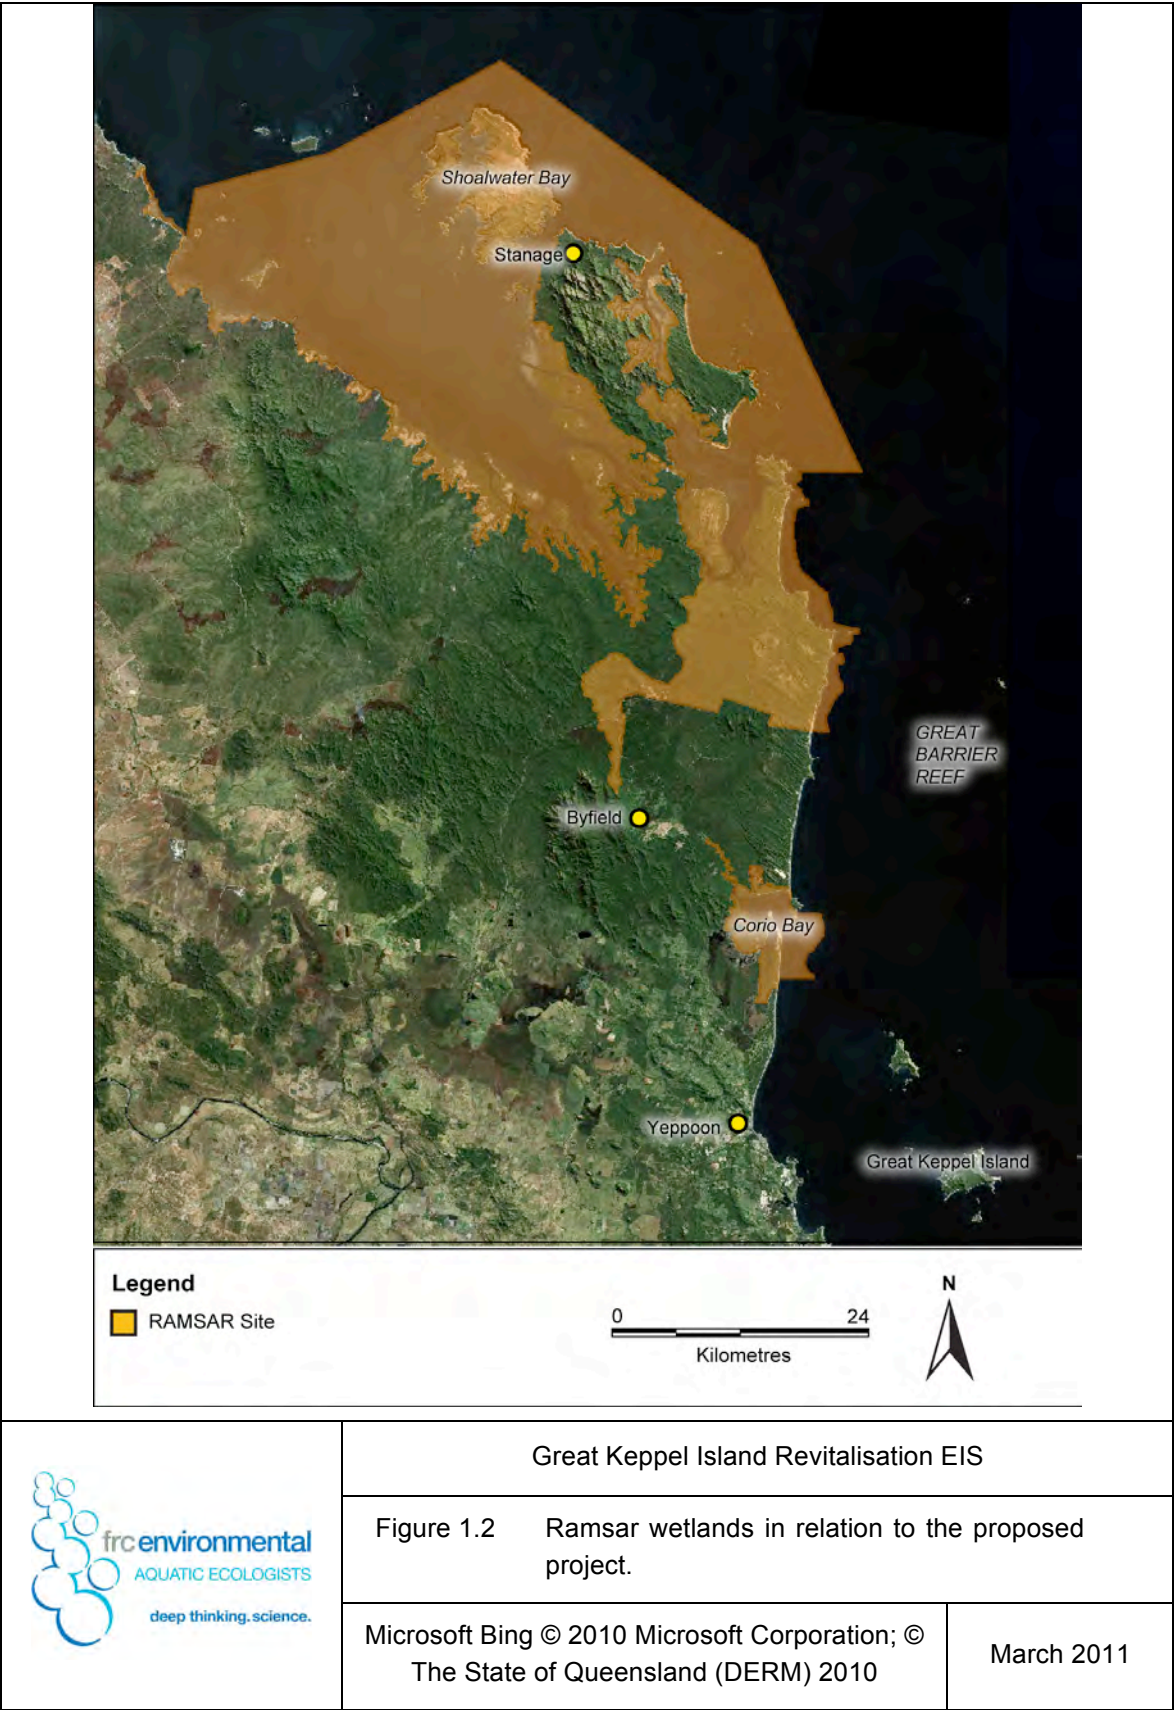 Shoalwater Bay
Stanage
GREAT
BARRIER
REEF
Byfield
Corio Bay
Yeppoon
Great Keppel Island
Legend
RAMSAR Site
0 24
Kilometres
N
frc environmental
AQUATIC ECOLOGISTS
deep thinking. science.
Great Keppel Island Revitalisation EIS
Figure 1.2 Ramsar wetlands in relation to the proposed
project.
Microsoft Bing © 2010 Microsoft Corporation; ©
The State of Queensland (DERM) 2010
March 2011